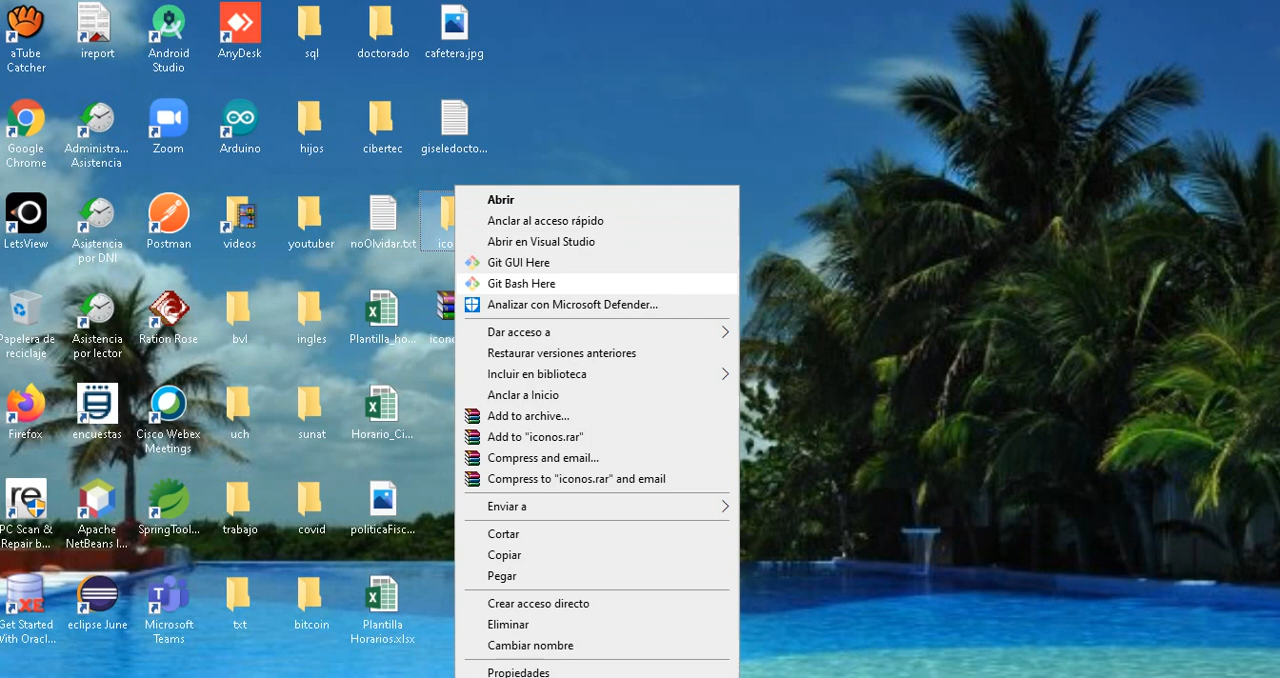 aTube
Catcher
ireport
Android
Studio
AnyDesk
sql
doctorado
cafetera.jpg
Google
Chrome
Administra...
Asistencia
Zoom
Arduino
hijos
cibertec
giseledocto...
LetsView
Asistencia
por DNI
Postman
videos
youtuber
noOlvidar.txt
ico
Papelera de
reciclaje
Asistencia
por lector
Ration Rose
bvl
ingles
Plantilla_ho...
icono
Firefox
encuestas
Cisco Webex
Meetings
uch
sunat
Horario_Ci...
re
PC Scan &
Repair b...
Apache
NetBeans I...
SpringTool...
trabajo
covid
politicaFisc...
XE
Get Started
With Oracl...
eclipse June
Microsoft
Teams
txt
bitcoin
Plantilla
Horarios.xlsx
Abrir
Anclar al acceso rápido
Abrir en Visual Studio
Git GUI Here
Git Bash Here
Analizar con Microsoft Defender...
Dar acceso a
Restaurar versiones anteriores
Incluir en biblioteca
Anclar a Inicio
Add to archive...
Add to "iconos.rar"
Compress and email...
Compress to "iconos.rar" and email
Enviar a
Cortar
Copiar
Pegar
Crear acceso directo
Eliminar
Cambiar nombre
Propiedades